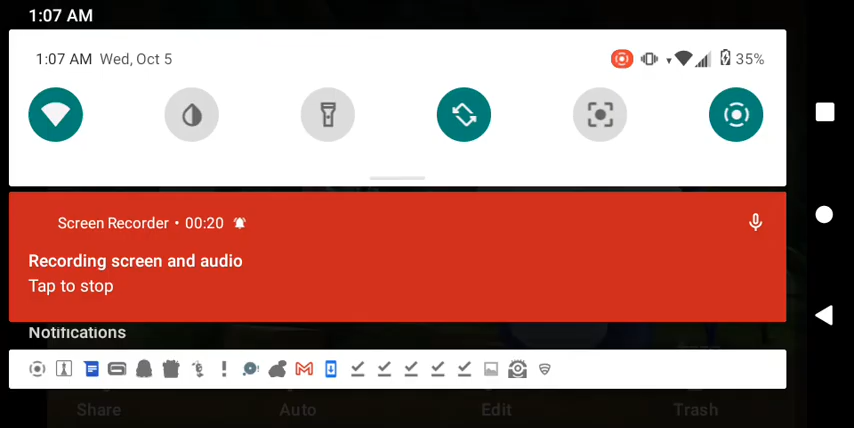 1:07 AM
1:07 AM Wed, Oct 5 35%
Screen Recorder • 00:20
Recording screen and audio
Tap to stop
Notifications
Share Auto Edit Trash